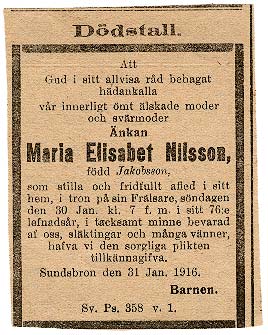 Dödsfall.
Att
Gud i sitt allvisa råd behagat
hädankalla
vår innerligt ömt älskade moder
och svärmoder
Änkan
Maria Elisabet Nilsson,
född Jakobsson,
som stilla och fridfullt afled i sitt
hem, i tron på sin Frälsare, söndagen
den 30 Jan. kl. 7 f. m. i sitt 76:e
lefnadsår, i tacksamt minne bevarad
af oss, släktingar och många vänner,
hafva vi den sorgliga plikten
tillkännagifva.
Sundsbron den 31 Jan. 1916.
Barnen.
Sv. Ps. 358 v. 1.